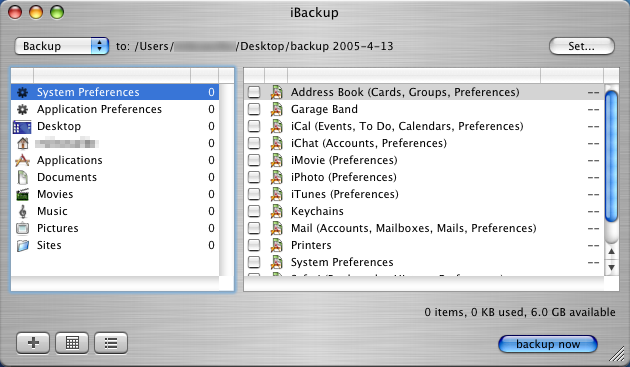 iBackup
Backup to: /Users/ /Desktop/backup 2005-4-13 Set...
System Preferences 0
Application Preferences 0
Desktop 0
0
Applications 0
Documents 0
Movies 0
Music 0
Pictures 0
Sites 0
Address Book (Cards, Groups, Preferences) --
Garage Band --
iCal (Events, To Do, Calendars, Preferences) --
iChat (Accounts, Preferences) --
iMovie (Preferences) --
iPhoto (Preferences) --
iTunes (Preferences) --
Keychains --
Mail (Accounts, Mailboxes, Mails, Preferences) --
Printers --
System Preferences --
0 items, 0 KB used, 6.0 GB available
backup now